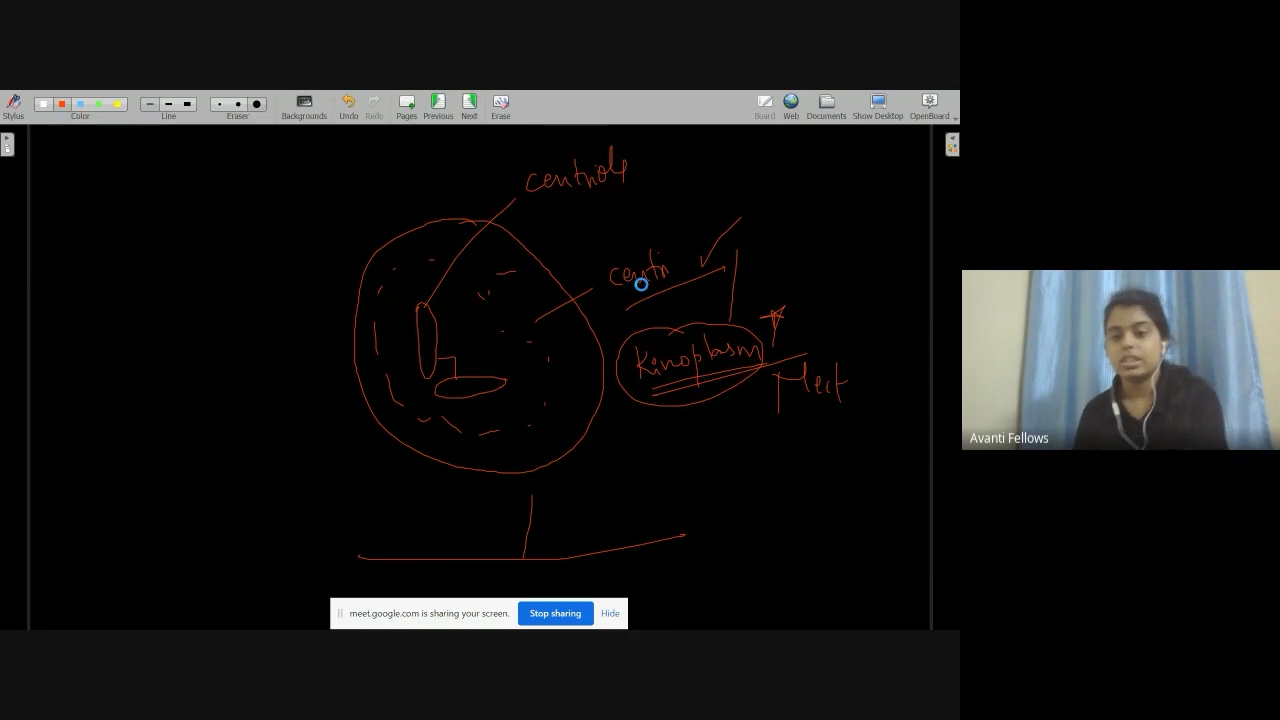 Stylus Color Line Eraser Backgrounds Undo Redo Pages Previous Next Erase Board Web Documents Show Desktop OpenBoard
centriole
centri
Kinoplasm
Avanti Fellows
meet.google.com is sharing your screen. Stop sharing Hide